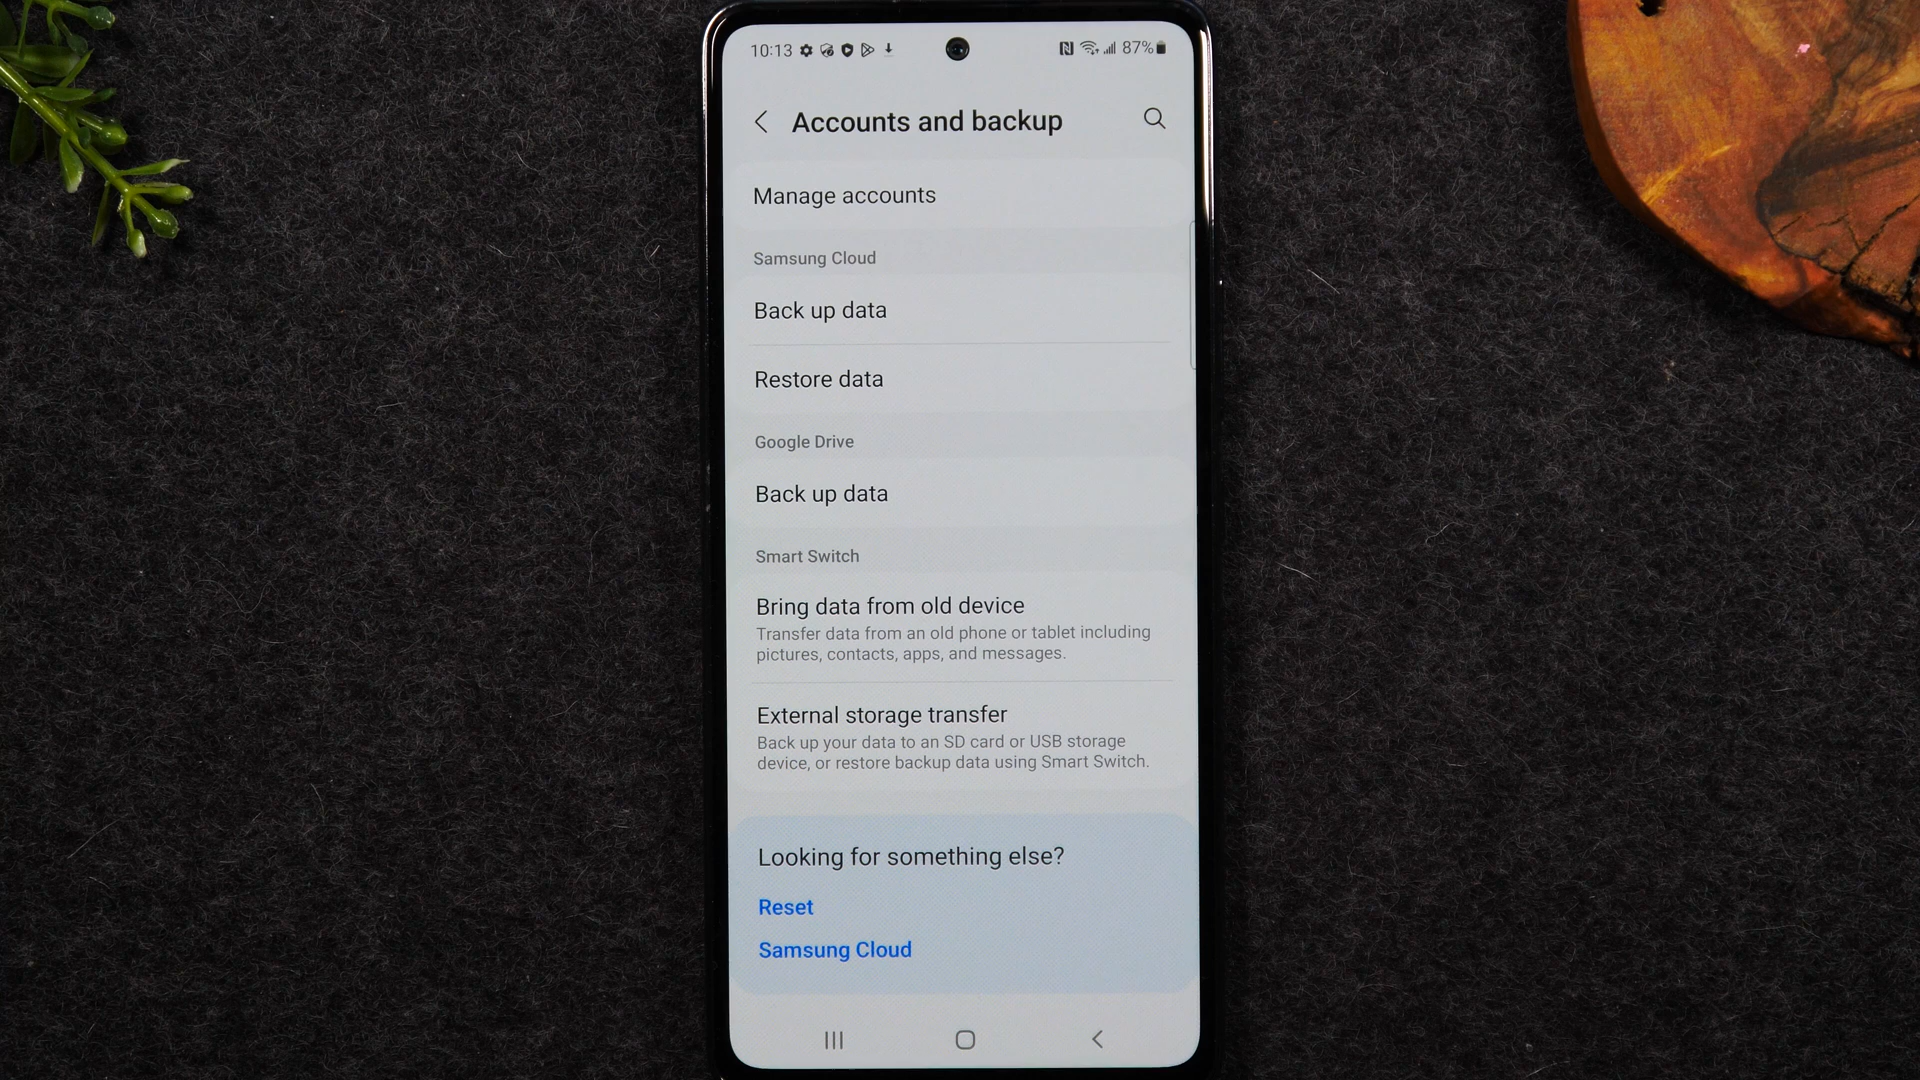 10:13 87%
Accounts and backup
Manage accounts
Samsung Cloud
Back up data
Restore data
Google Drive
Back up data
Smart Switch
Bring data from old device
Transfer data from an old phone or tablet including
pictures, contacts, apps, and messages.
External storage transfer
Back up your data to an SD card or USB storage
device, or restore backup data using Smart Switch.
Looking for something else?
Reset
Samsung Cloud